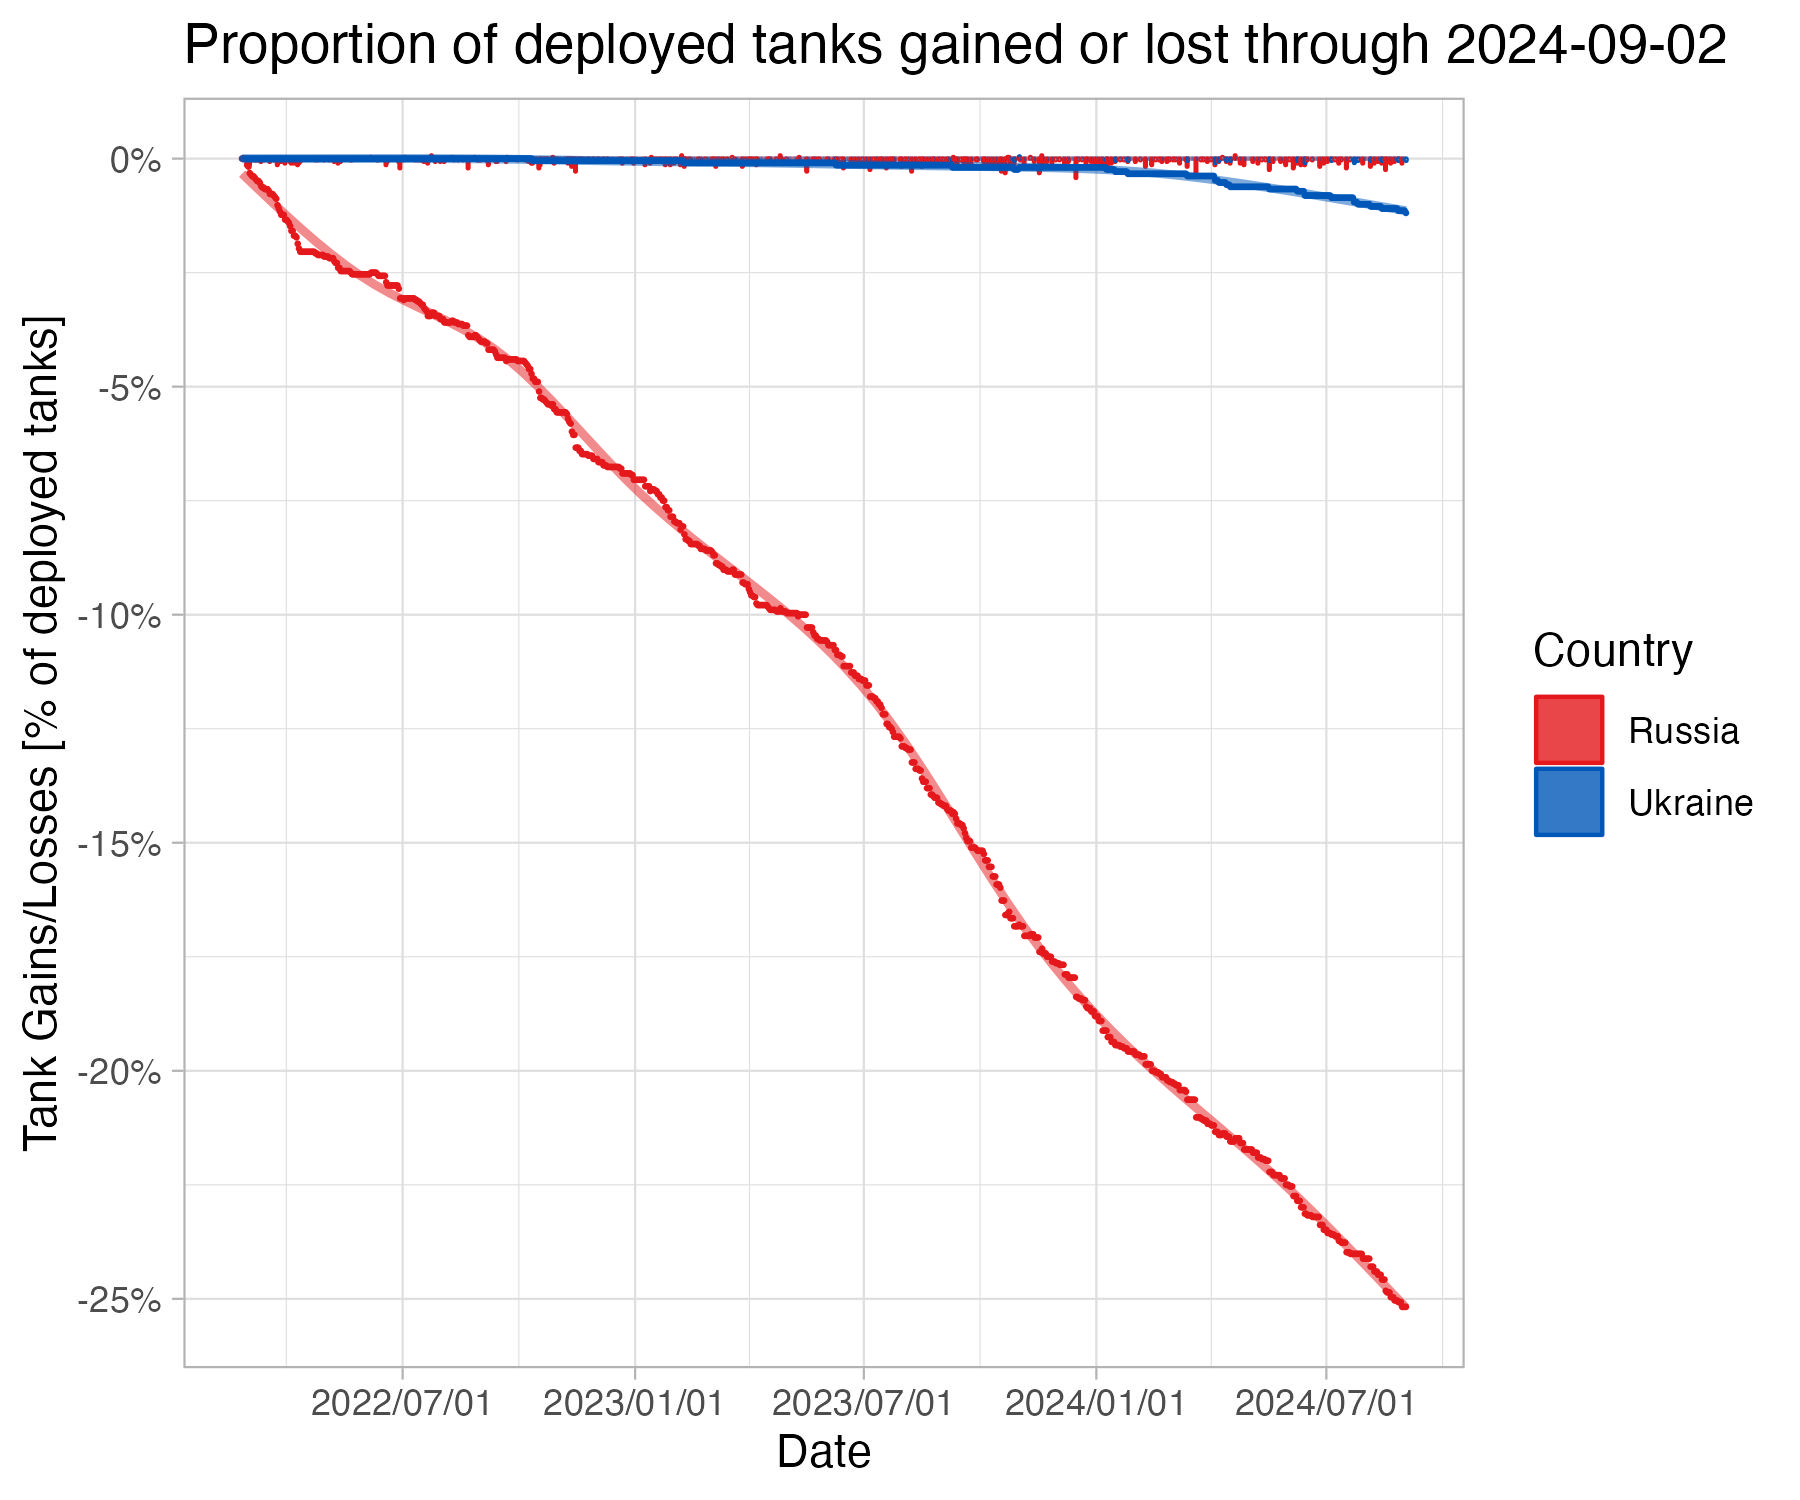 Proportion of deployed tanks gained or lost through 2024-09-02
Tank Gains/Losses [% of deployed tanks]
0%
-5%
-10%
-15%
-20%
-25%
2022/07/01
2023/01/01
2023/07/01
2024/01/01
2024/07/01
Date
Country
Russia
Ukraine